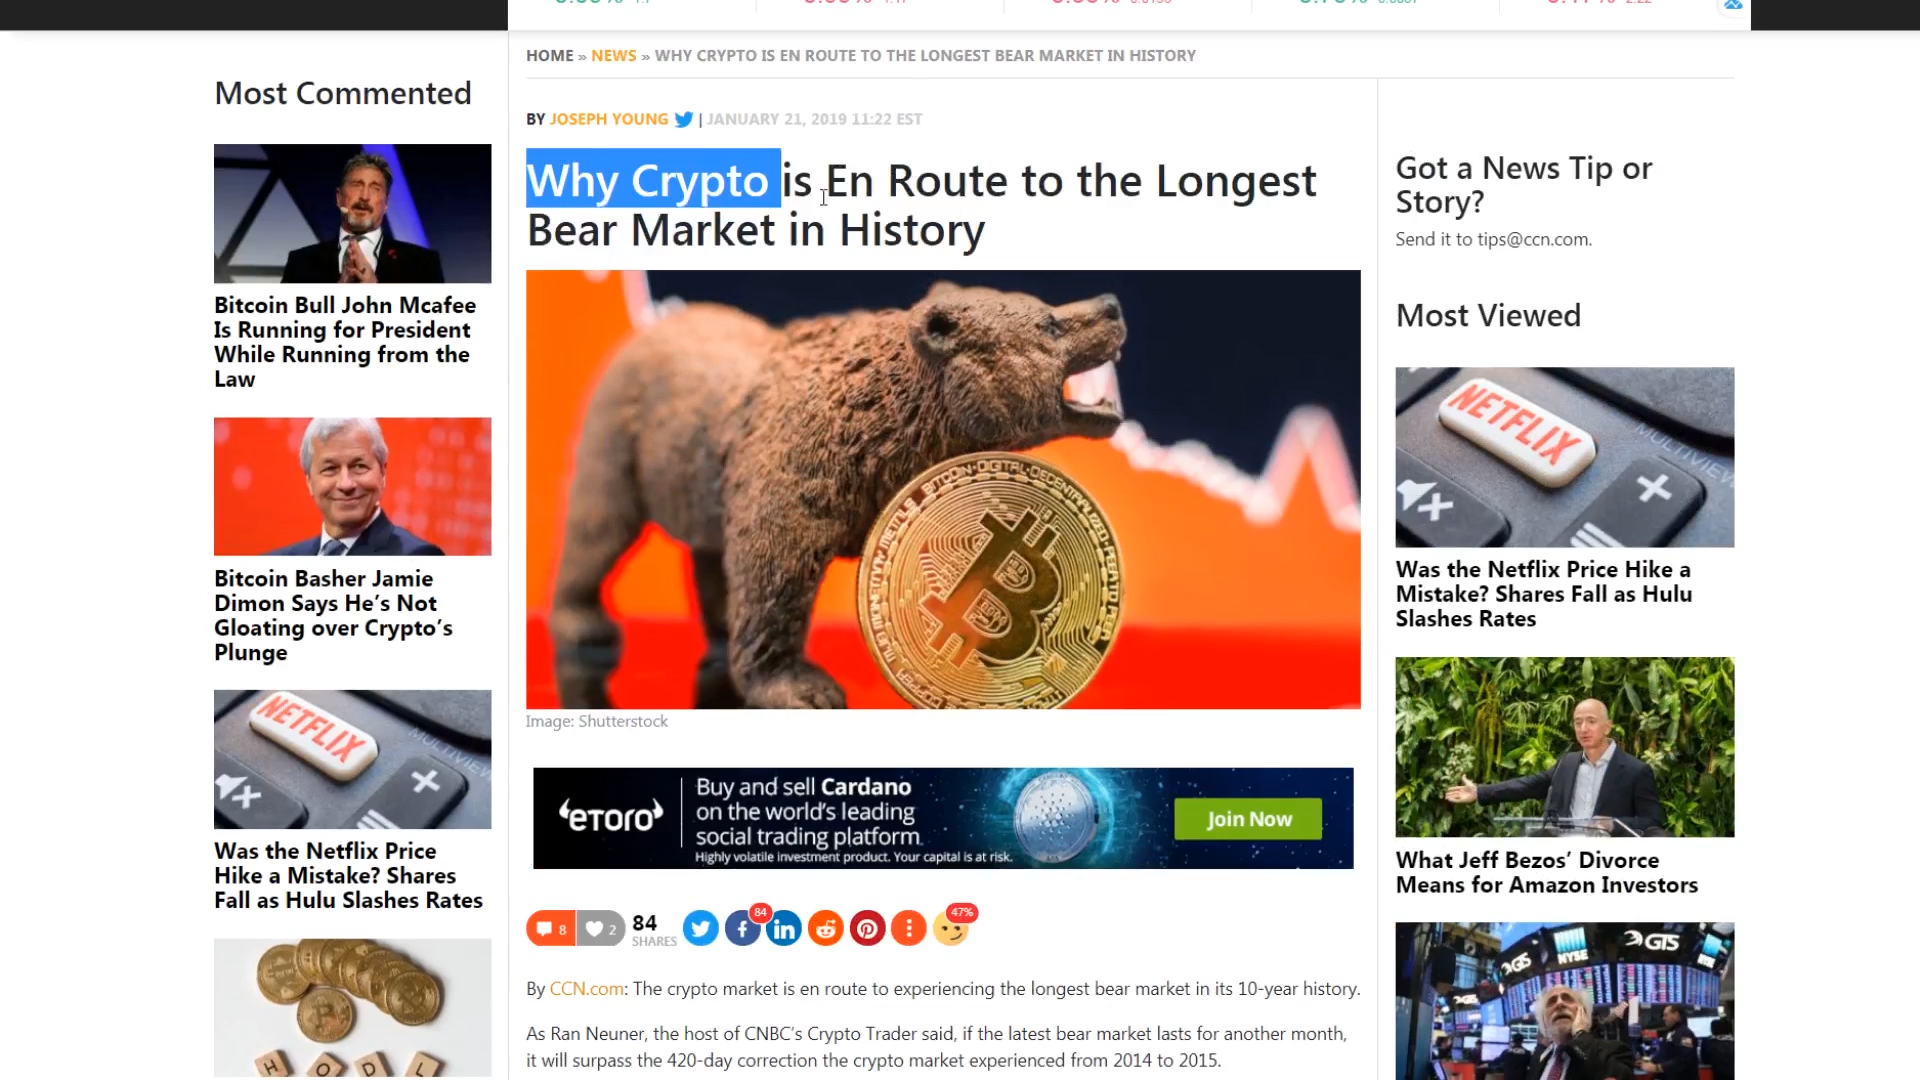 HOME » NEWS » WHY CRYPTO IS EN ROUTE TO THE LONGEST BEAR MARKET IN HISTORY
Most Commented
Bitcoin Bull John Mcafee
Is Running for President
While Running from the
Law
Bitcoin Basher Jamie
Dimon Says He’s Not
Gloating over Crypto’s
Plunge
NETFLIX
MULTIVIEW
Was the Netflix Price
Hike a Mistake? Shares
Fall as Hulu Slashes Rates
H O D L
BY JOSEPH YOUNG | JANUARY 21, 2019 11:22 EST
Why Crypto is En Route to the Longest
Bear Market in History
BITCOIN DIGITAL DECENTRALIZED PEER TO PEER
Image: Shutterstock
eToro
Buy and sell Cardano
on the world's leading
social trading platform.
Highly volatile investment product. Your capital is at risk.
Join Now
8 2 84 SHARES 84 47%
By CCN.com: The crypto market is en route to experiencing the longest bear market in its 10-year history.
As Ran Neuner, the host of CNBC’s Crypto Trader said, if the latest bear market lasts for another month,
it will surpass the 420-day correction the crypto market experienced from 2014 to 2015.
Got a News Tip or
Story?
Send it to tips@ccn.com.
Most Viewed
NETFLIX
MULTIVIEW
Was the Netflix Price Hike a
Mistake? Shares Fall as Hulu
Slashes Rates
What Jeff Bezos’ Divorce
Means for Amazon Investors
GTS
NYSE
GTS